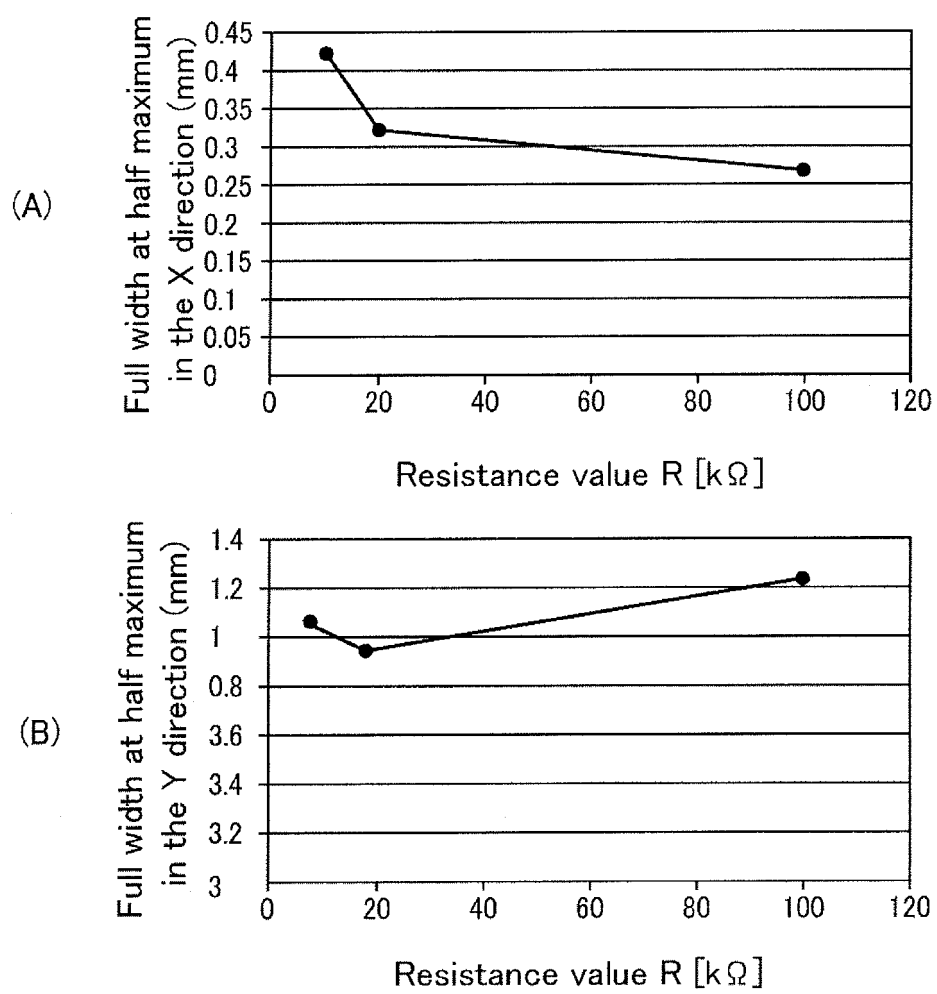 (A)
Full width at half maximum
in the X direction (mm)
0.45
0.4
0.35
0.3
0.25
0.2
0.15
0.1
0.05
0
0 20 40 60 80 100 120
Resistance value R [kΩ]
(B)
Full width at half maximum
in the Y direction (mm)
1.4
1.2
1
0.8
3.6
3.4
3.2
3
0 20 40 60 80 100 120
Resistance value R [kΩ]